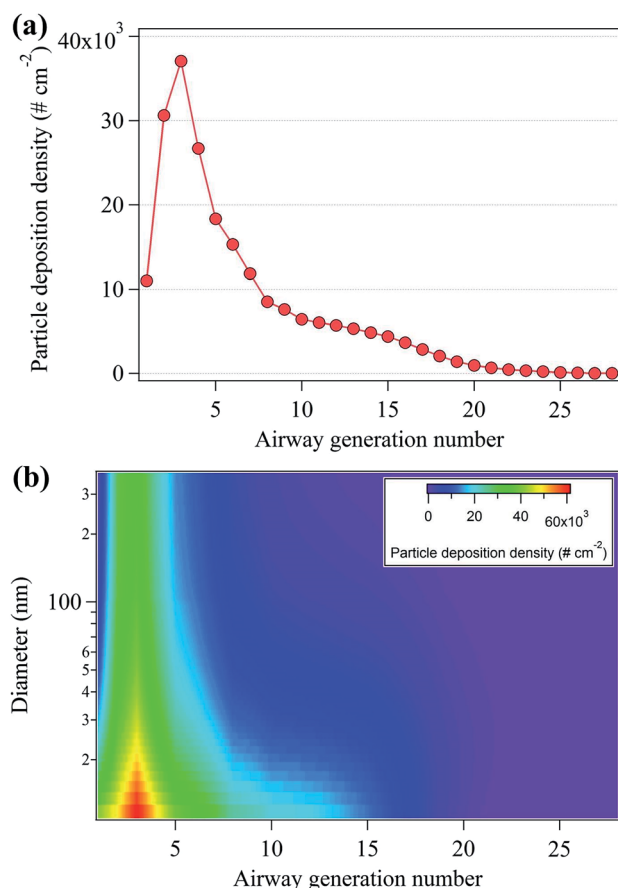 (a)
Particle deposition density (# cm⁻²)
40x10³
30
20
10
0
5 10 15 20 25
Airway generation number
(b)
Diameter (nm)
3
2
100
6
5
4
3
2
0 20 40 60x10³
Particle deposition density (# cm⁻²)
5 10 15 20 25
Airway generation number